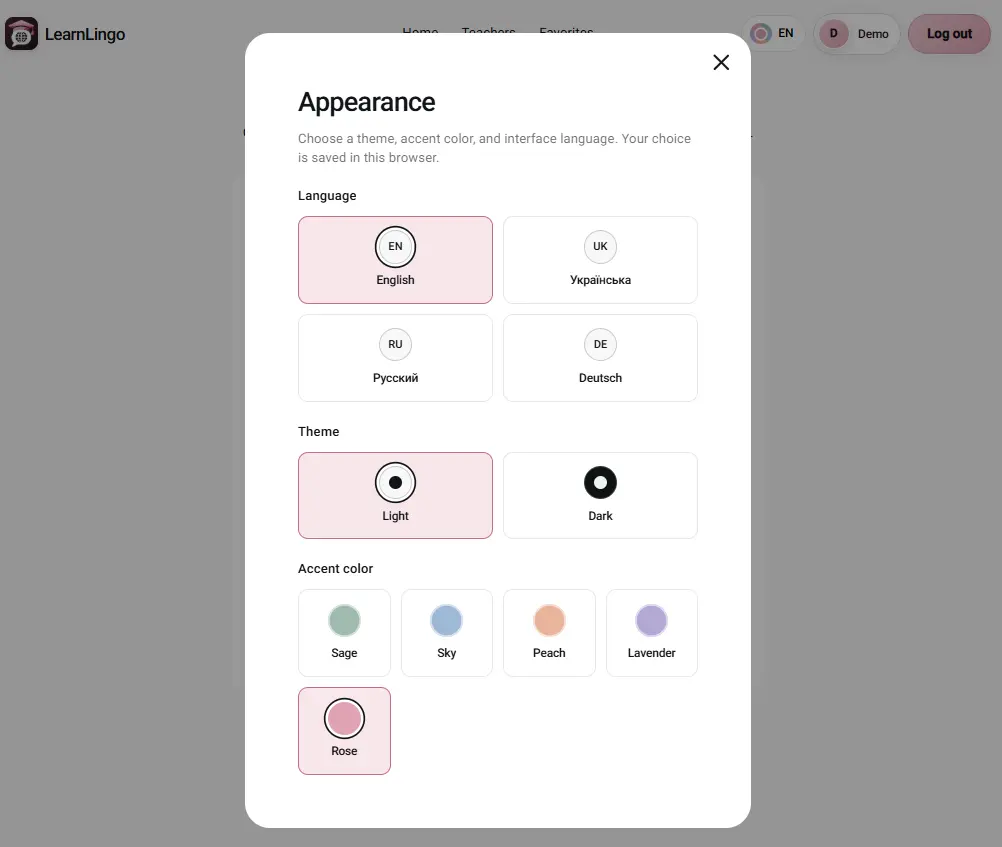 LearnLingo
Home Teachers Favorites
EN
D Demo
Log out
Appearance
Choose a theme, accent color, and interface language. Your choice
is saved in this browser.
Language
EN
English
UK
Українська
RU
Русский
DE
Deutsch
Theme
Light
Dark
Accent color
Sage
Sky
Peach
Lavender
Rose